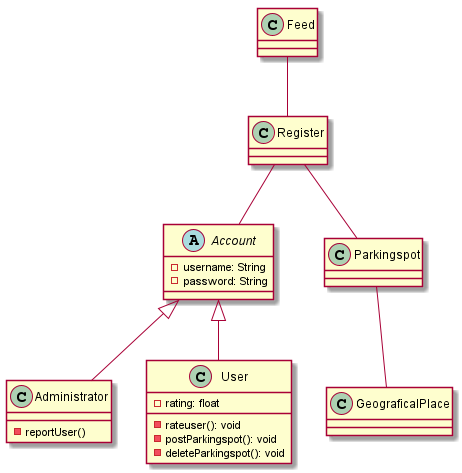 C Feed
C Register
A Account
username: String
password: String
C Parkingspot
C Administrator
reportUser()
C User
rating: float
rateuser(): void
postParkingspot(): void
deleteParkingspot(): void
C GeograficalPlace